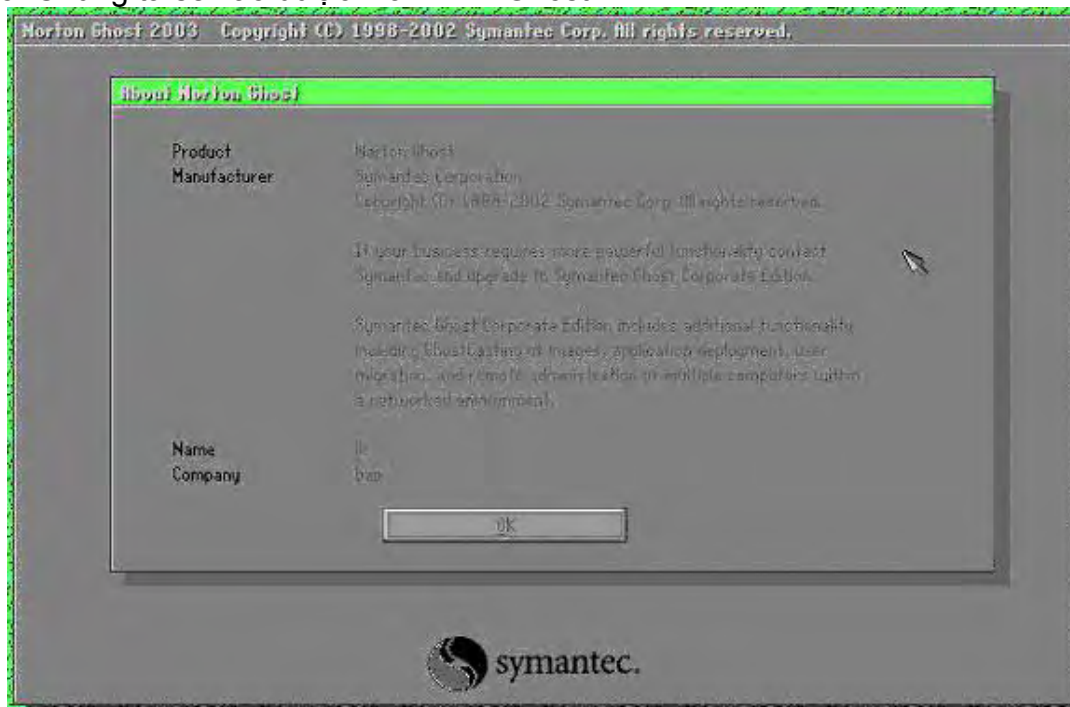 Norton Ghost 2003 Copyright (C) 1998-2002 Symantec Corp. All rights reserved.
About Norton Ghost
Product Norton Ghost
Manufacturer Symantec Corporation
Copyright (C) 1998-2002 Symantec Corp. All rights reserved.
If your business requires more powerful functionality contact
Symantec and upgrade to Symantec Ghost Corporate Edition.
Symantec Ghost Corporate Edition includes additional functionality
including GhostCasting of images, application deployment, user
migration, and remote administration of multiple computers within
a networked environment.
Name
Company
OK
symantec.